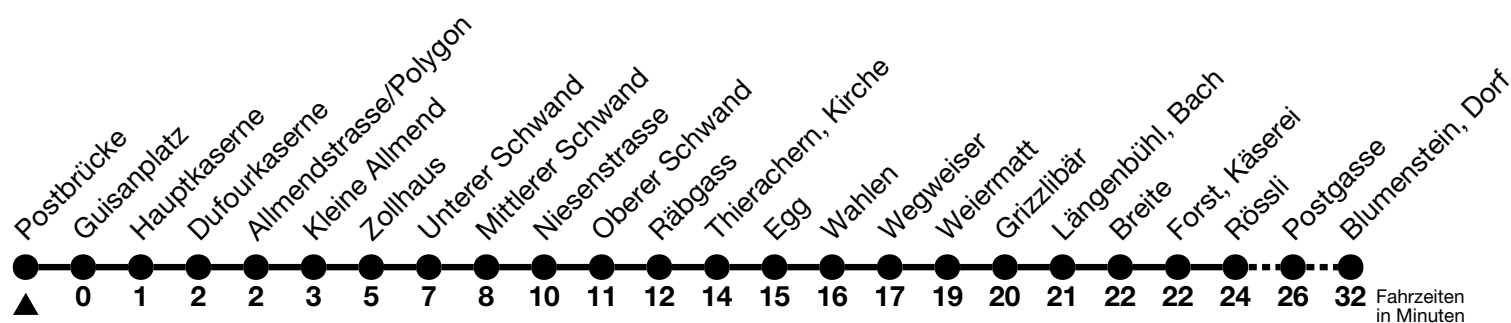 Postbrücke
Guisanplatz
Hauptkaserne
Dufourkaserne
Allmendstrasse/Polygon
Kleine Allmend
Zollhaus
Unterer Schwand
Mittlerer Schwand
Niesenstrasse
Oberer Schwand
Räbgass
Thierachern, Kirche
Egg
Wahlen
Wegweiser
Weiermatt
Grizzlibär
Längenbühl, Bach
Breite
Forst, Käserei
Rössli
Postgasse
Blumenstein, Dorf
0 1 2 2 3 5 7 8 10 11 12 14 15 16 17 19 20 21 22 22 24 26 32
Fahrzeiten
in Minuten